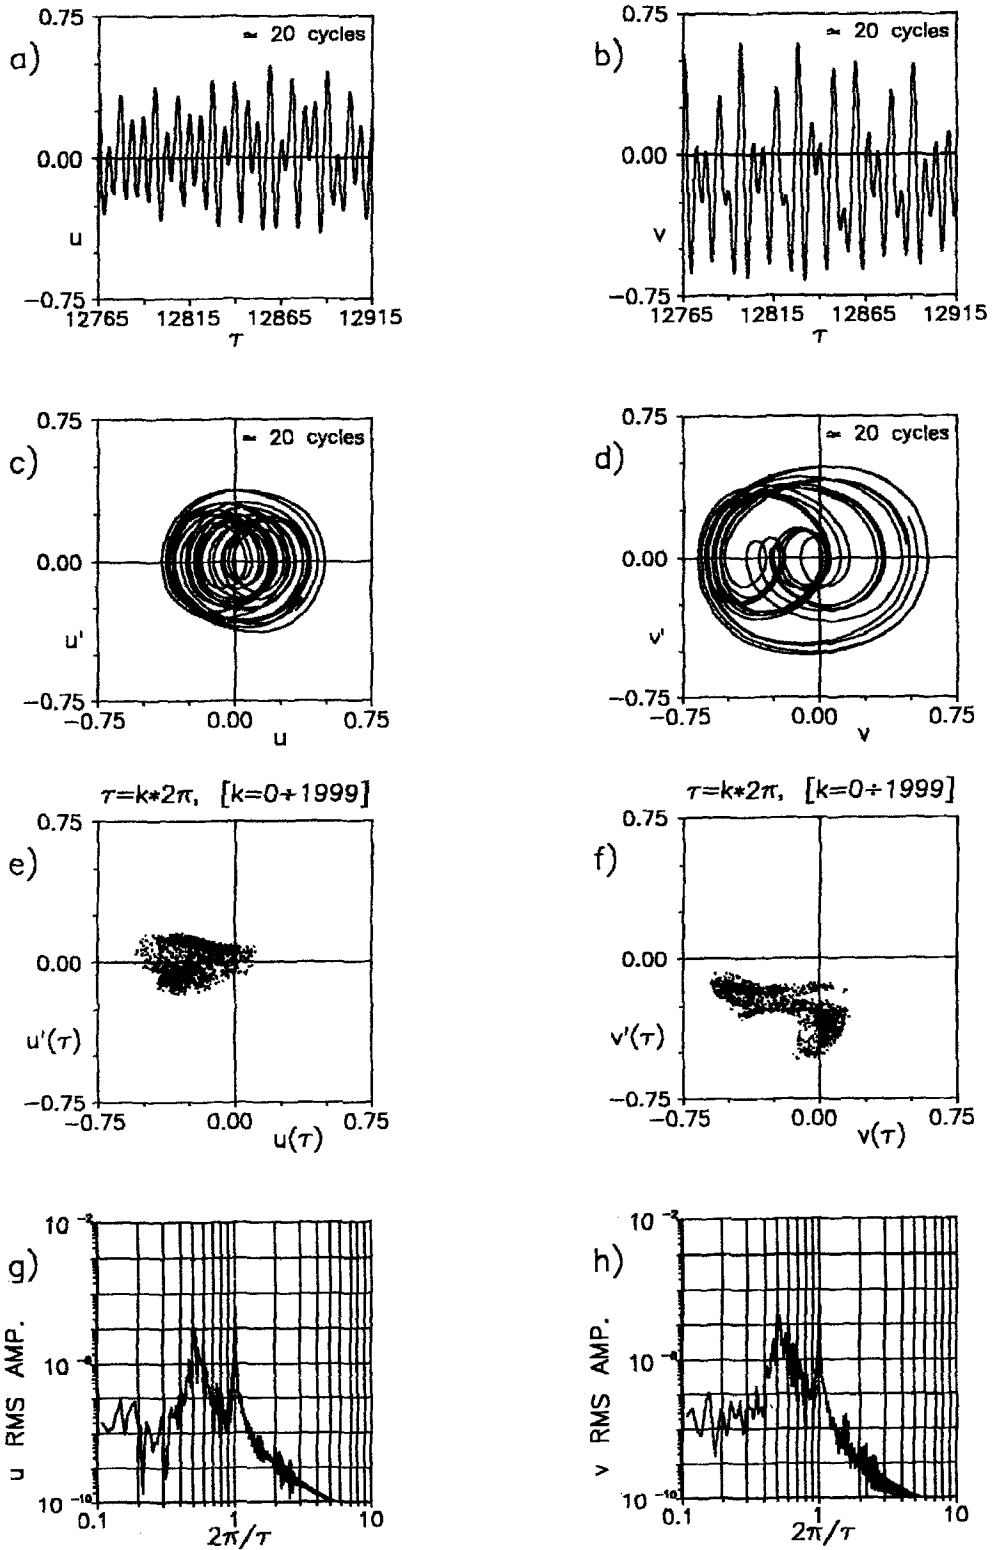 a)
0.75
≃ 20 cycles
0.00
u
−0.75
12765 12815 12865 12915
τ
b)
0.75
≃ 20 cycles
0.00
v
−0.75
12765 12815 12865 12915
τ
c)
0.75
≃ 20 cycles
0.00
u'
−0.75
−0.75 0.00 0.75
u
d)
0.75
≃ 20 cycles
0.00
v'
−0.75
−0.75 0.00 0.75
v
τ=k*2π, [k=0÷1999]
e)
0.75
0.00
u'(τ)
−0.75
−0.75 0.00 0.75
u(τ)
τ=k*2π, [k=0÷1999]
f)
0.75
0.00
v'(τ)
−0.75
−0.75 0.00 0.75
v(τ)
g)
10 −2
u RMS AMP.
10 −10
0.1 1 10
2π/τ
h)
10 −2
v RMS AMP.
10 −10
0.1 1 10
2π/τ